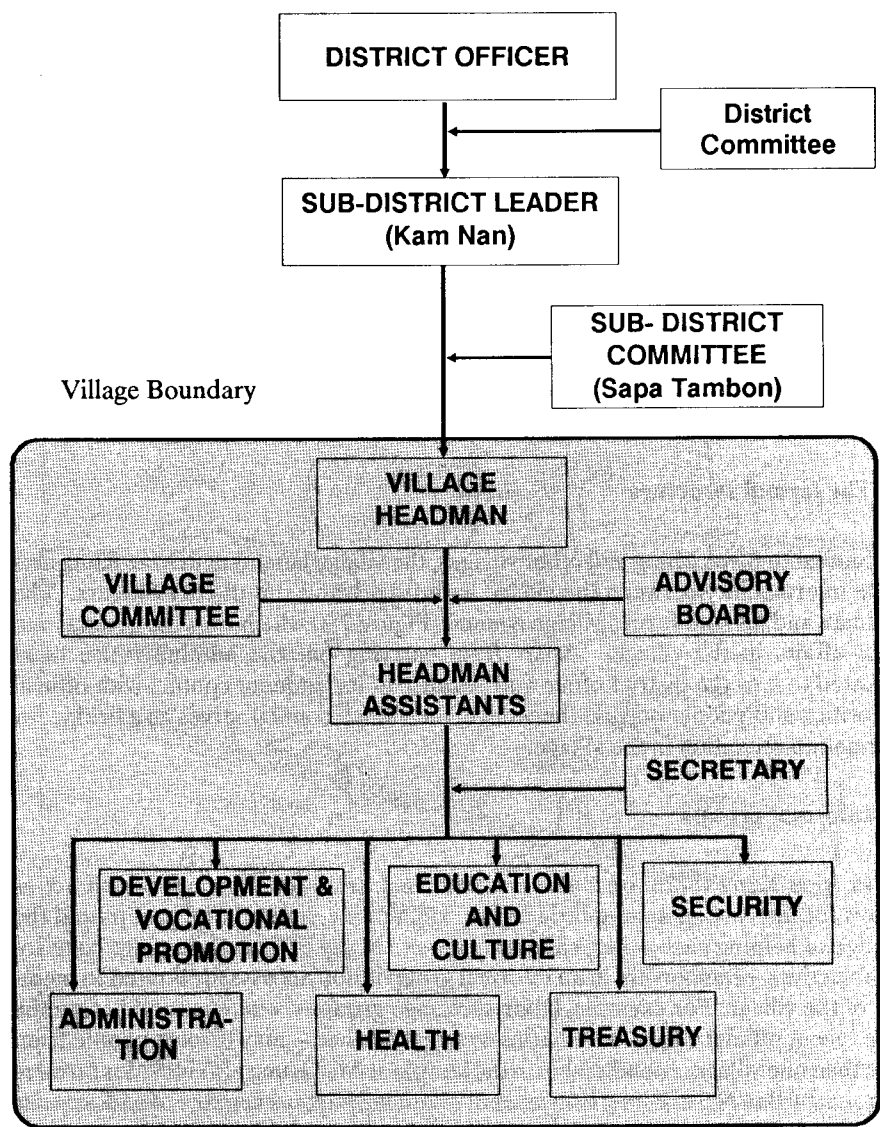 DISTRICT OFFICER
District
Committee
SUB-DISTRICT LEADER
(Kam Nan)
SUB- DISTRICT
COMMITTEE
(Sapa Tambon)
Village Boundary
VILLAGE
HEADMAN
VILLAGE
COMMITTEE
ADVISORY
BOARD
HEADMAN
ASSISTANTS
SECRETARY
DEVELOPMENT &
VOCATIONAL
PROMOTION
EDUCATION
AND
CULTURE
SECURITY
ADMINISTRA-
TION
HEALTH
TREASURY